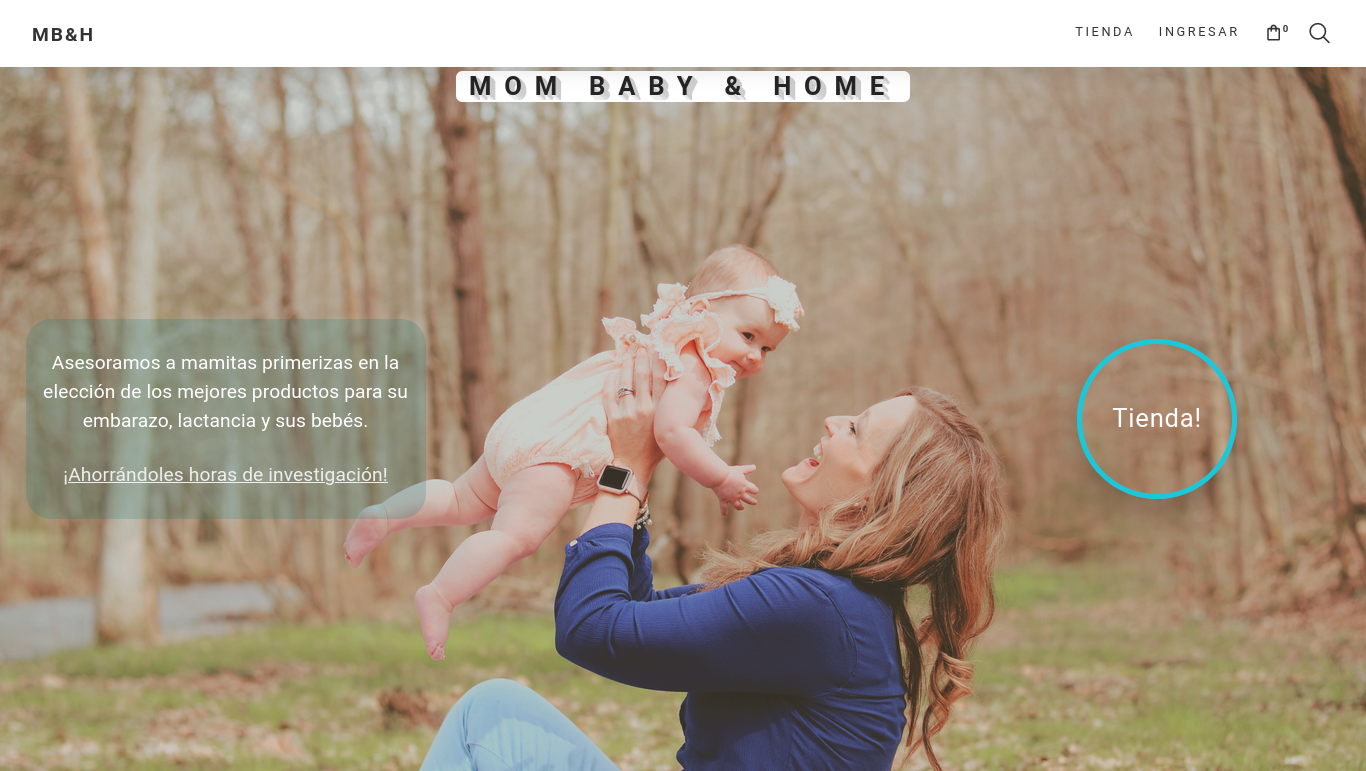 MB&H
TIENDA INGRESAR 0
MOM BABY & HOME
Asesoramos a mamitas primerizas en la
elección de los mejores productos para su
embarazo, lactancia y sus bebés.
¡Ahorrándoles horas de investigación!
Tienda!